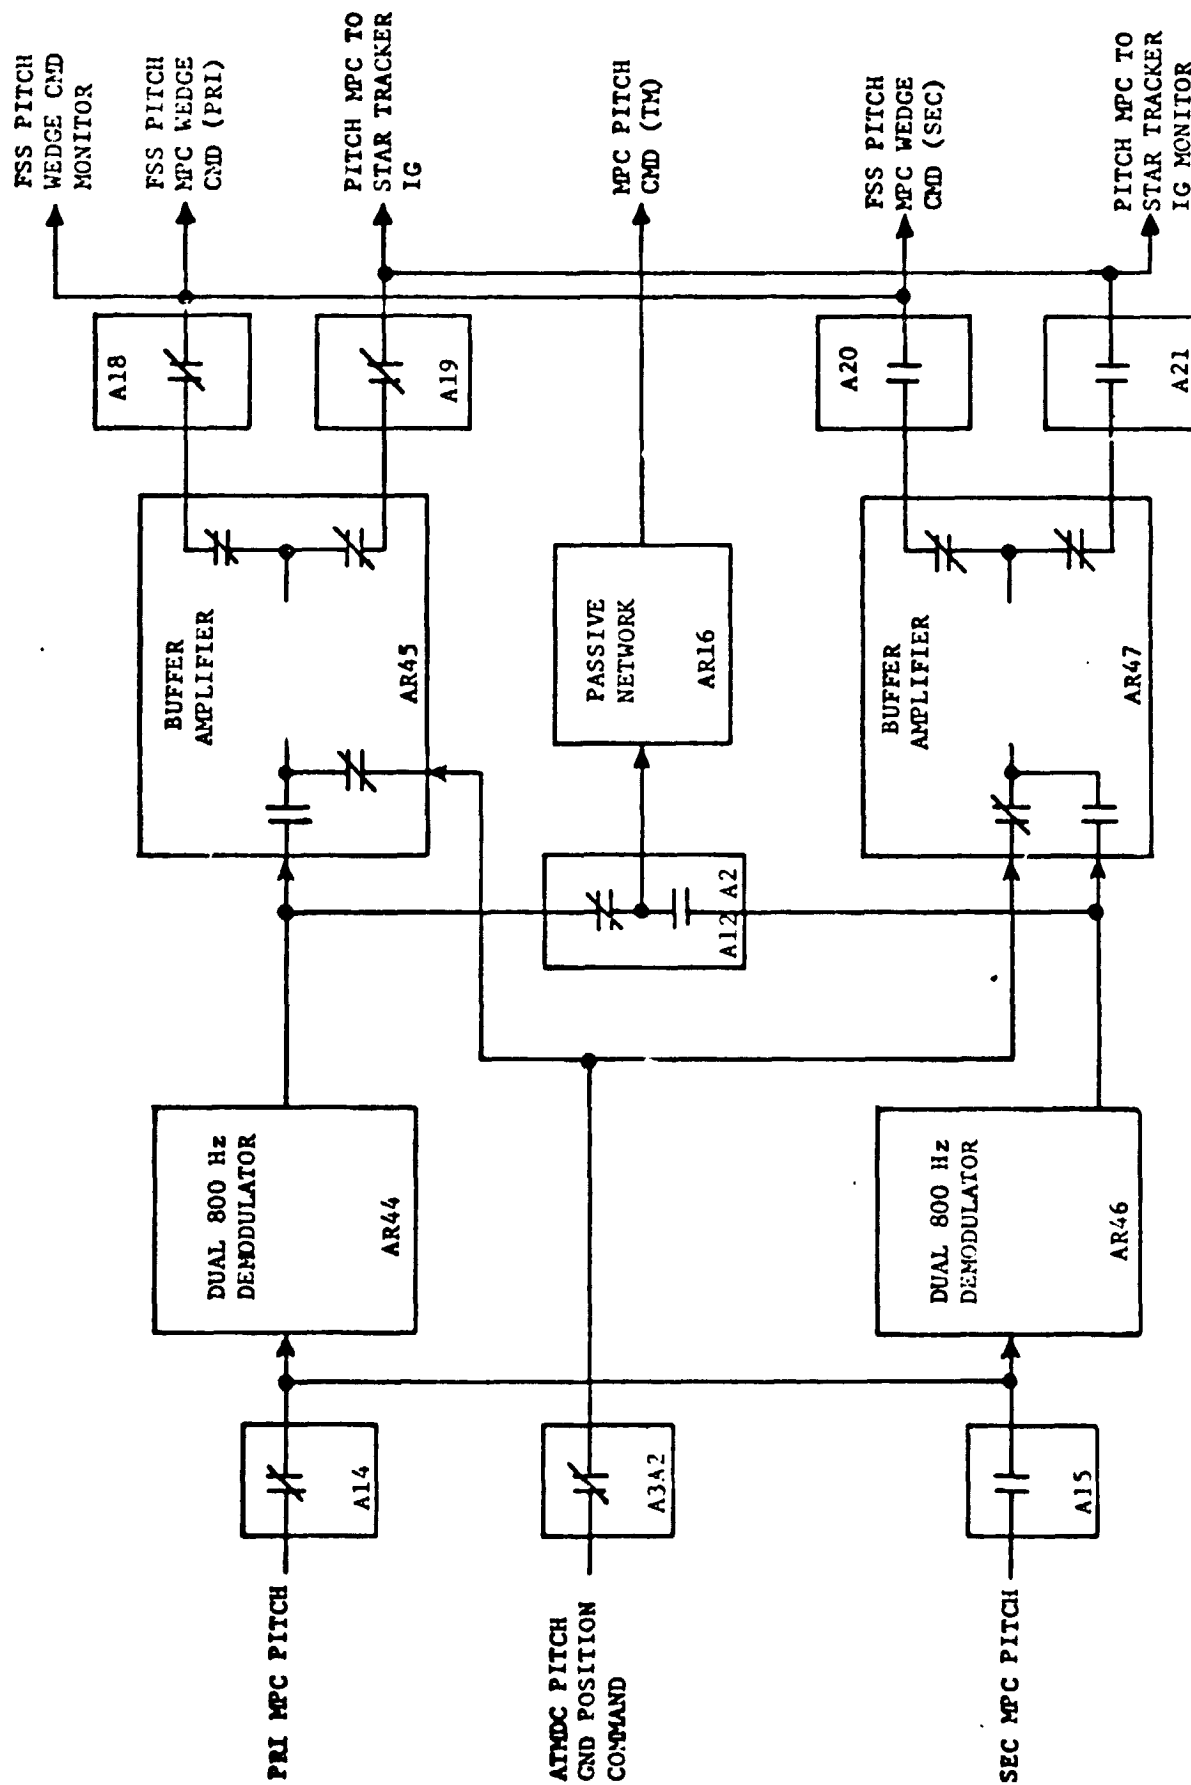 PRI MPC PITCH
A14
ATMDC PITCH
GND POSITION
COMMAND
A3A2
SEC MPC PITCH
A15
DUAL 800 Hz
DEMODULATOR
AR44
DUAL 800 Hz
DEMODULATOR
AR46
A12 A2
BUFFER
AMPLIFIER
AR45
PASSIVE
NETWORK
AR16
BUFFER
AMPLIFIER
AR47
A18
A19
A20
A21
FSS PITCH
WEDGE CMD
MONITOR
FSS PITCH
MPC WEDGE
CMD (PRI)
PITCH MPC TO
STAR TRACKER
IG
MPC PITCH
CMD (TM)
FSS PITCH
MPC WEDGE
CMD (SEC)
PITCH MPC TO
STAR TRACKER
IG MONITOR